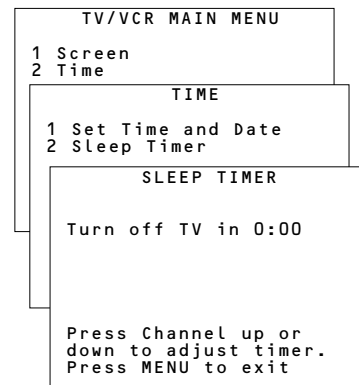 TV/VCR MAIN MENU
1 Screen
2 Time
TIME
1 Set Time and Date
2 Sleep Timer
SLEEP TIMER
Turn off TV in 0:00
Press Channel up or
down to adjust timer.
Press MENU to exit